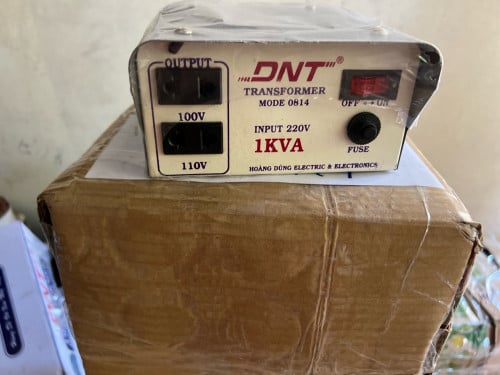 OUTPUT
100V
110V
DNT®
TRANSFORMER
MODE 0814
INPUT 220V
1KVA
HOÀNG DŨNG ELECTRIC & ELECTRONICS
OFF ON
FUSE